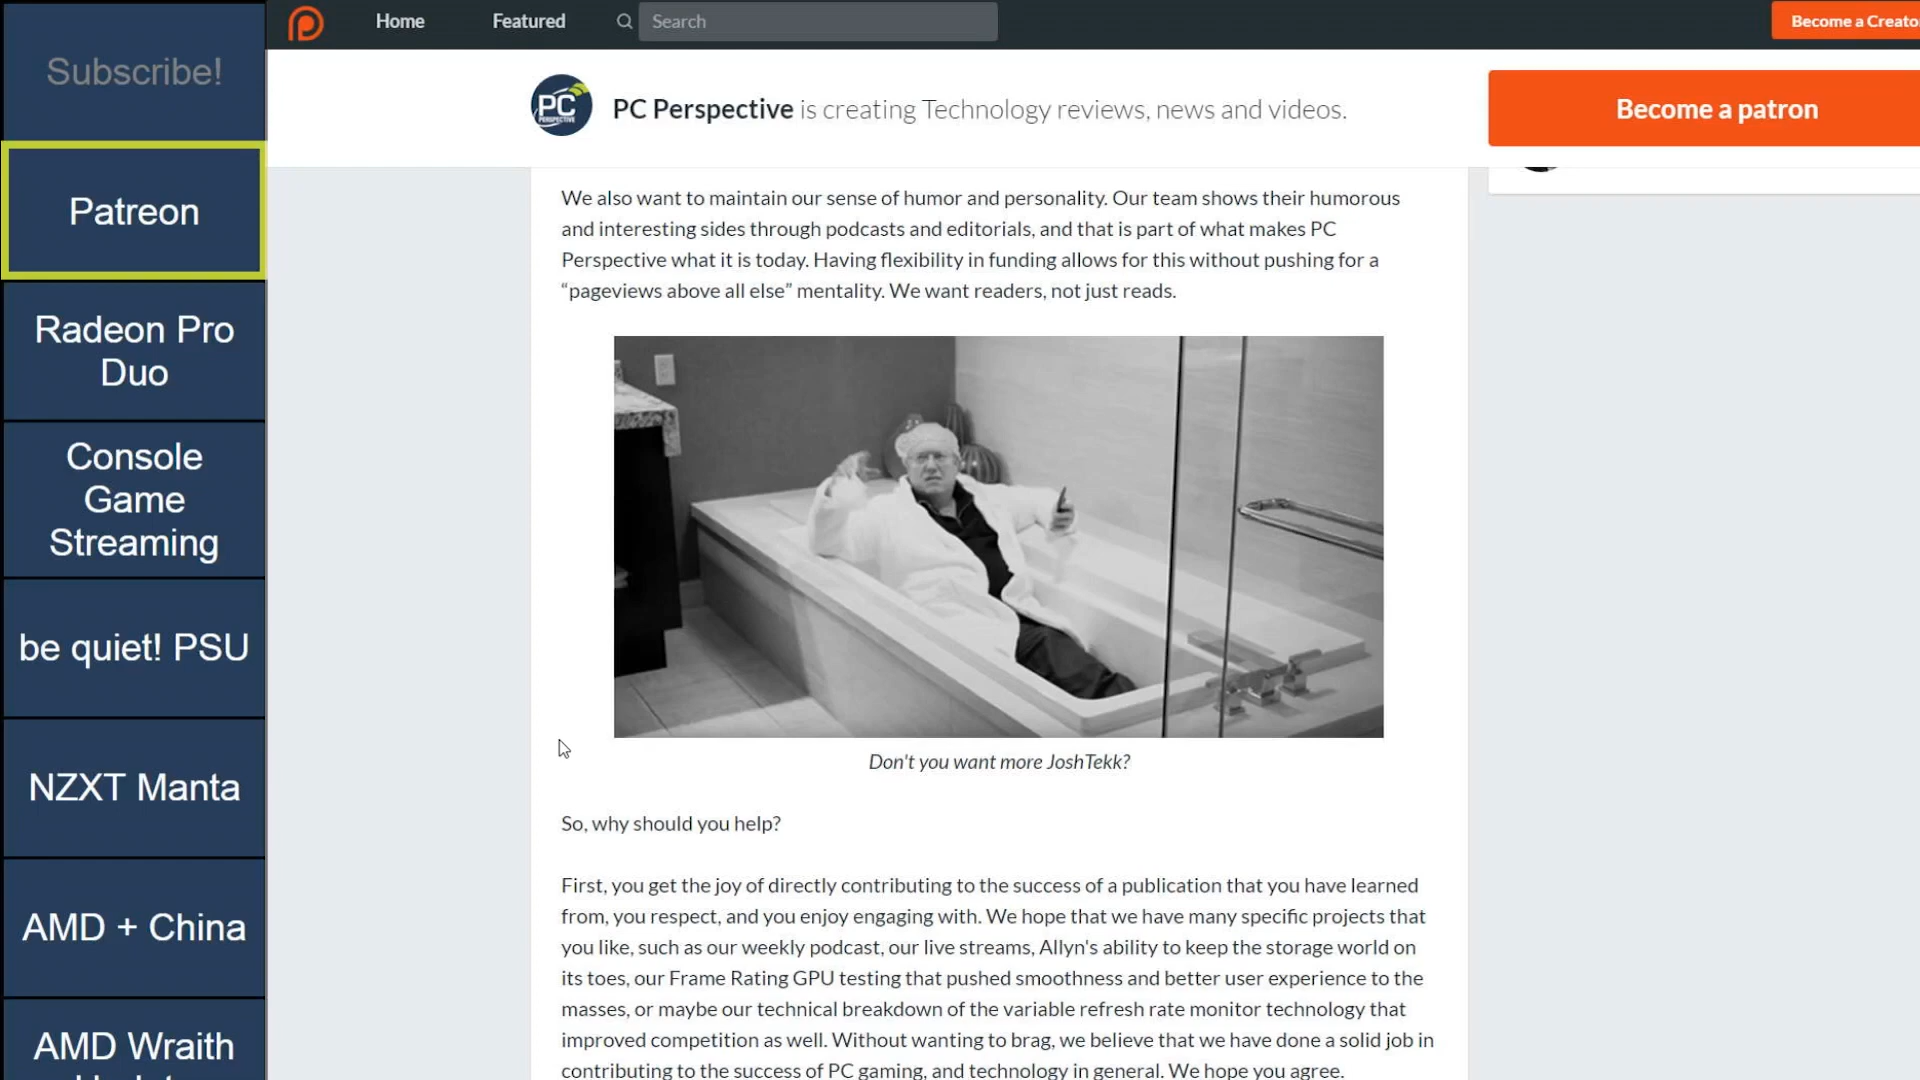 Subscribe!
Patreon
Radeon Pro
Duo
Console
Game
Streaming
be quiet! PSU
NZXT Manta
AMD + China
AMD Wraith
Home
Featured
Search
Become a Creato
PC
PERSPECTIVE
PC Perspective is creating Technology reviews, news and videos.
Become a patron
We also want to maintain our sense of humor and personality. Our team shows their humorous
and interesting sides through podcasts and editorials, and that is part of what makes PC
Perspective what it is today. Having flexibility in funding allows for this without pushing for a
“pageviews above all else” mentality. We want readers, not just reads.
Don't you want more JoshTekk?
So, why should you help?
First, you get the joy of directly contributing to the success of a publication that you have learned
from, you respect, and you enjoy engaging with. We hope that we have many specific projects that
you like, such as our weekly podcast, our live streams, Allyn's ability to keep the storage world on
its toes, our Frame Rating GPU testing that pushed smoothness and better user experience to the
masses, or maybe our technical breakdown of the variable refresh rate monitor technology that
improved competition as well. Without wanting to brag, we believe that we have done a solid job in
contributing to the success of PC gaming, and technology in general. We hope you agree.